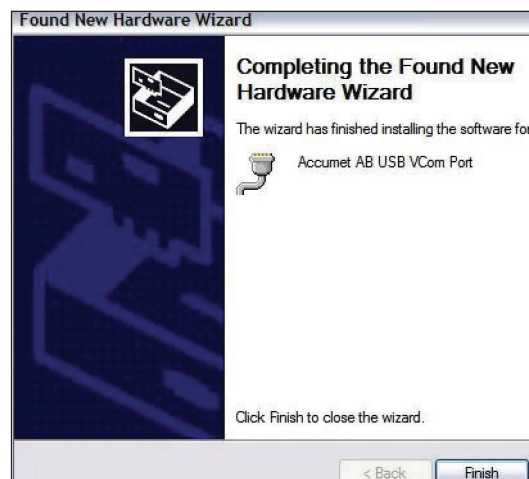 Found New Hardware Wizard
Completing the Found New
Hardware Wizard
The wizard has finished installing the software for
Accumet AB USB VCom Port
Click Finish to close the wizard.
< Back
Finish